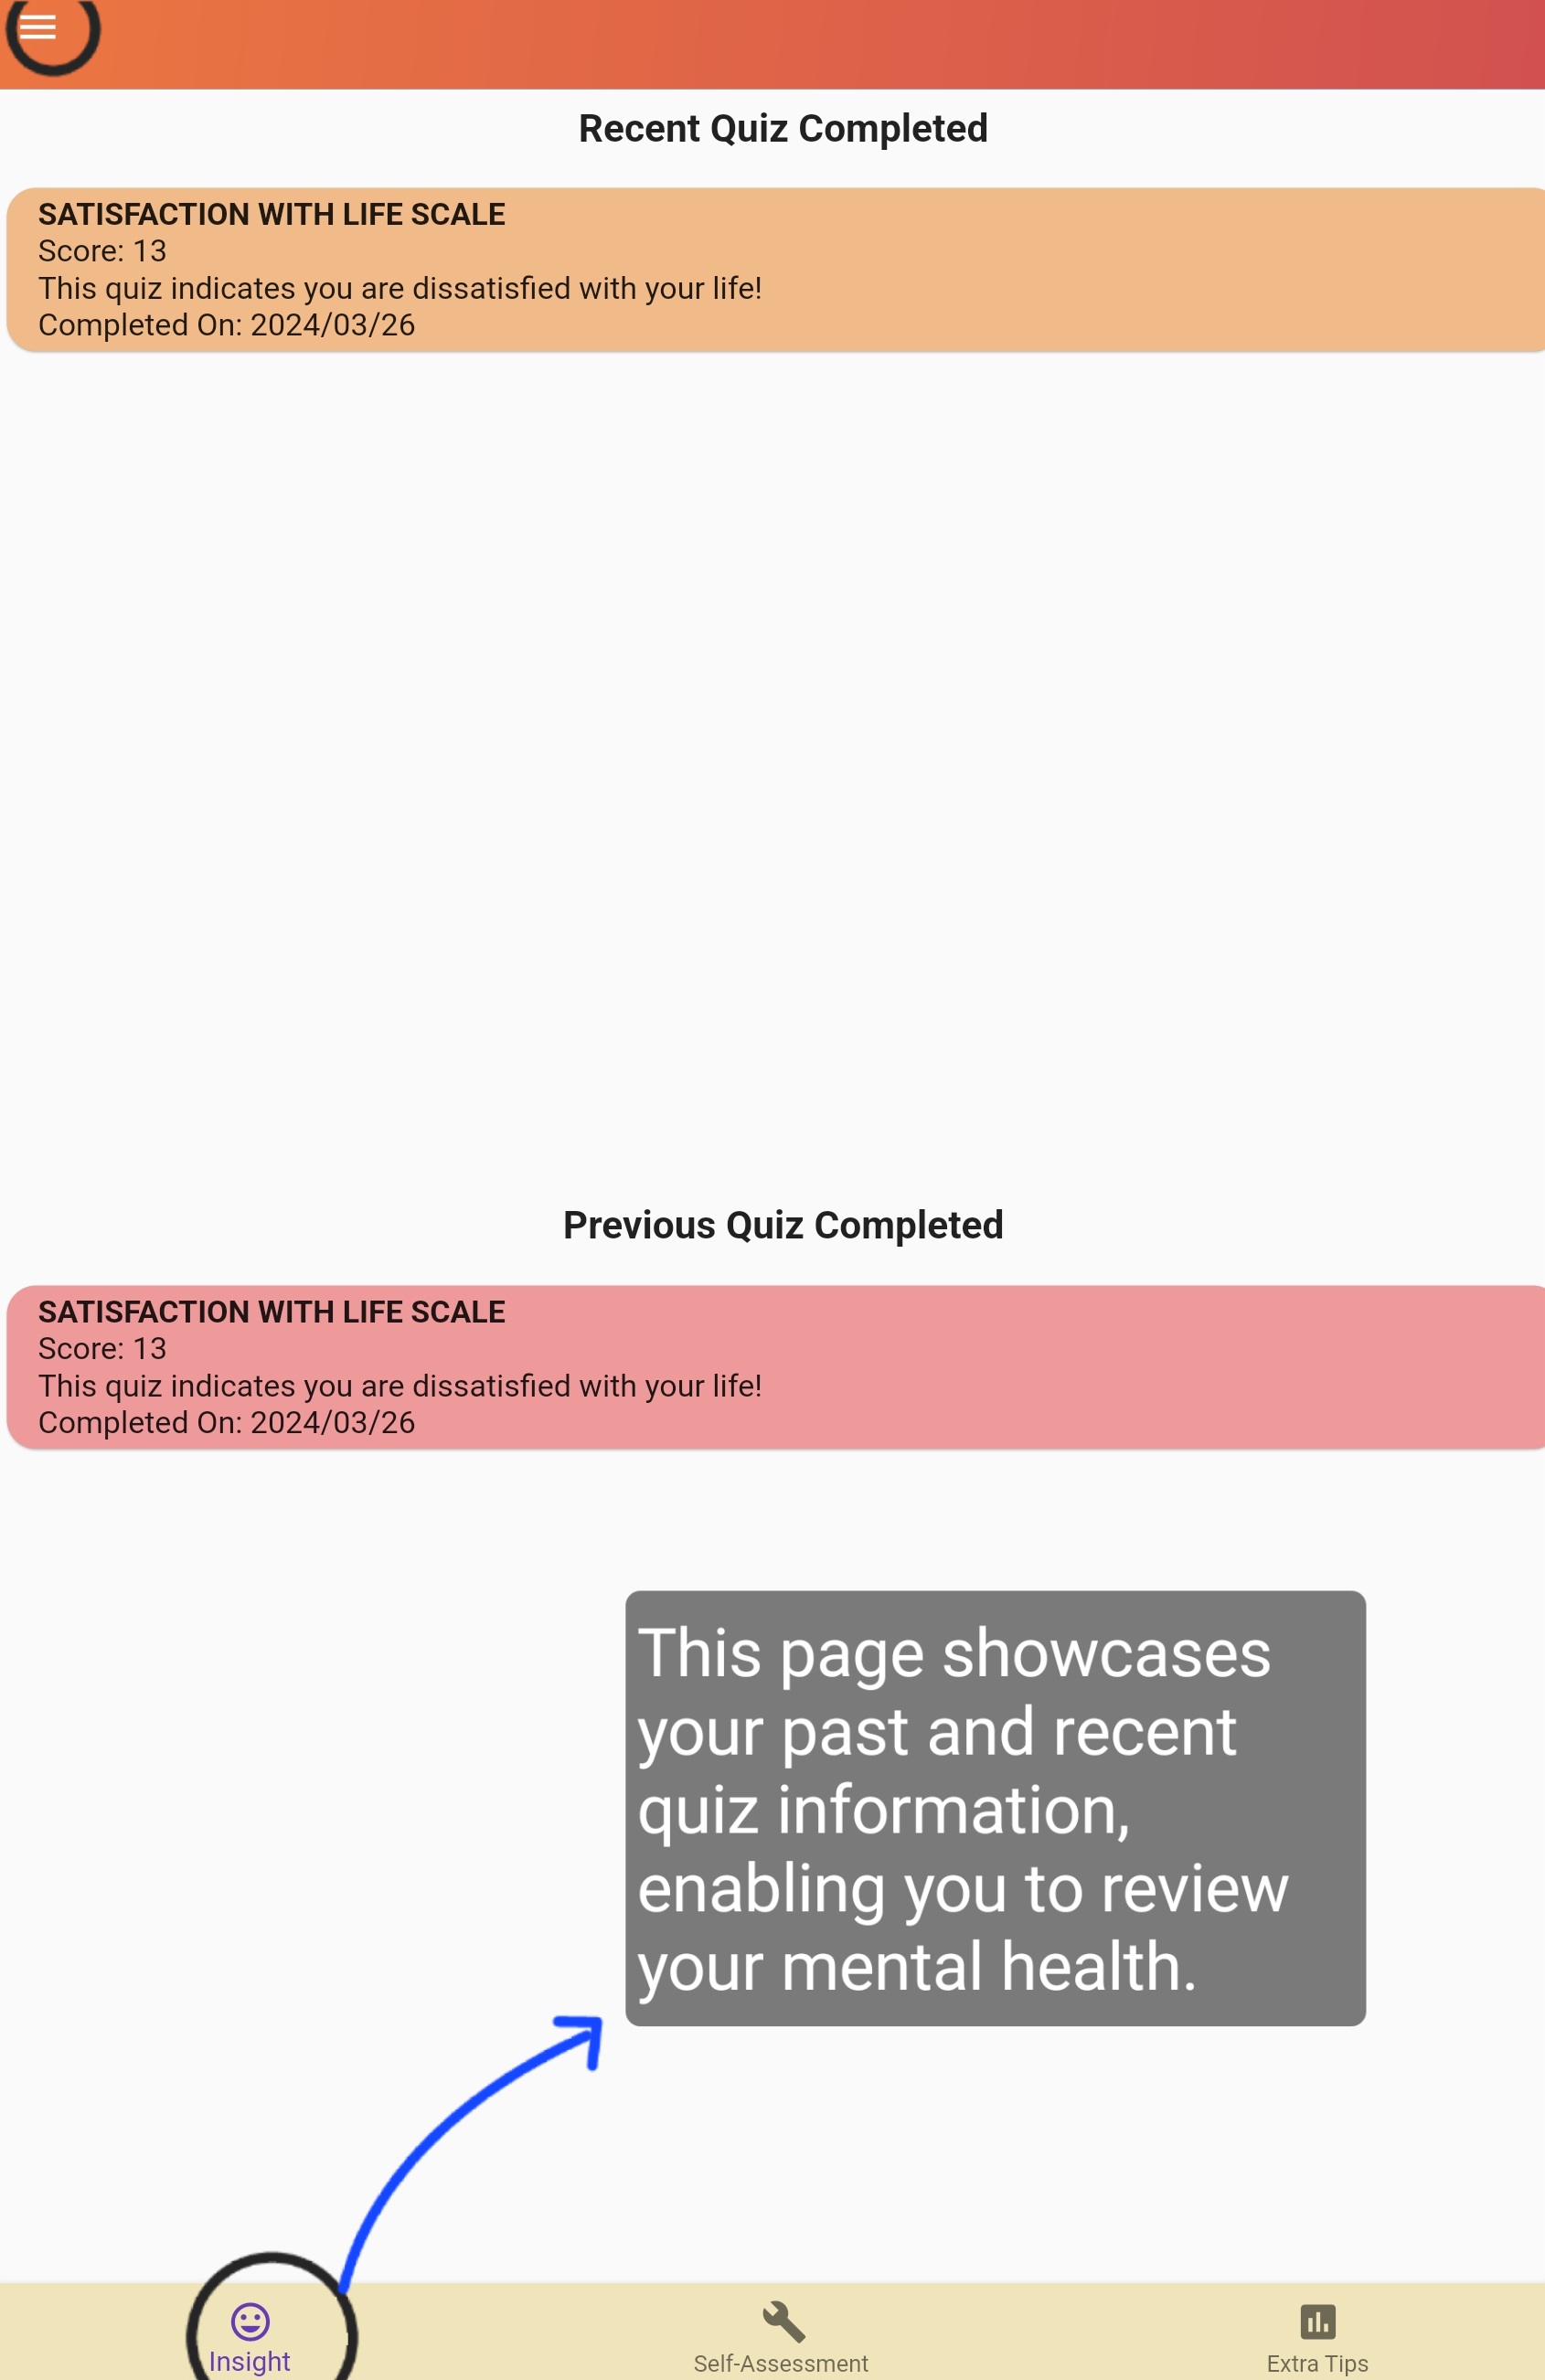 Recent Quiz Completed
SATISFACTION WITH LIFE SCALE
Score: 13
This quiz indicates you are dissatisfied with your life!
Completed On: 2024/03/26
Previous Quiz Completed
SATISFACTION WITH LIFE SCALE
Score: 13
This quiz indicates you are dissatisfied with your life!
Completed On: 2024/03/26
This page showcases
your past and recent
quiz information,
enabling you to review
your mental health.
Insight
Self-Assessment
Extra Tips